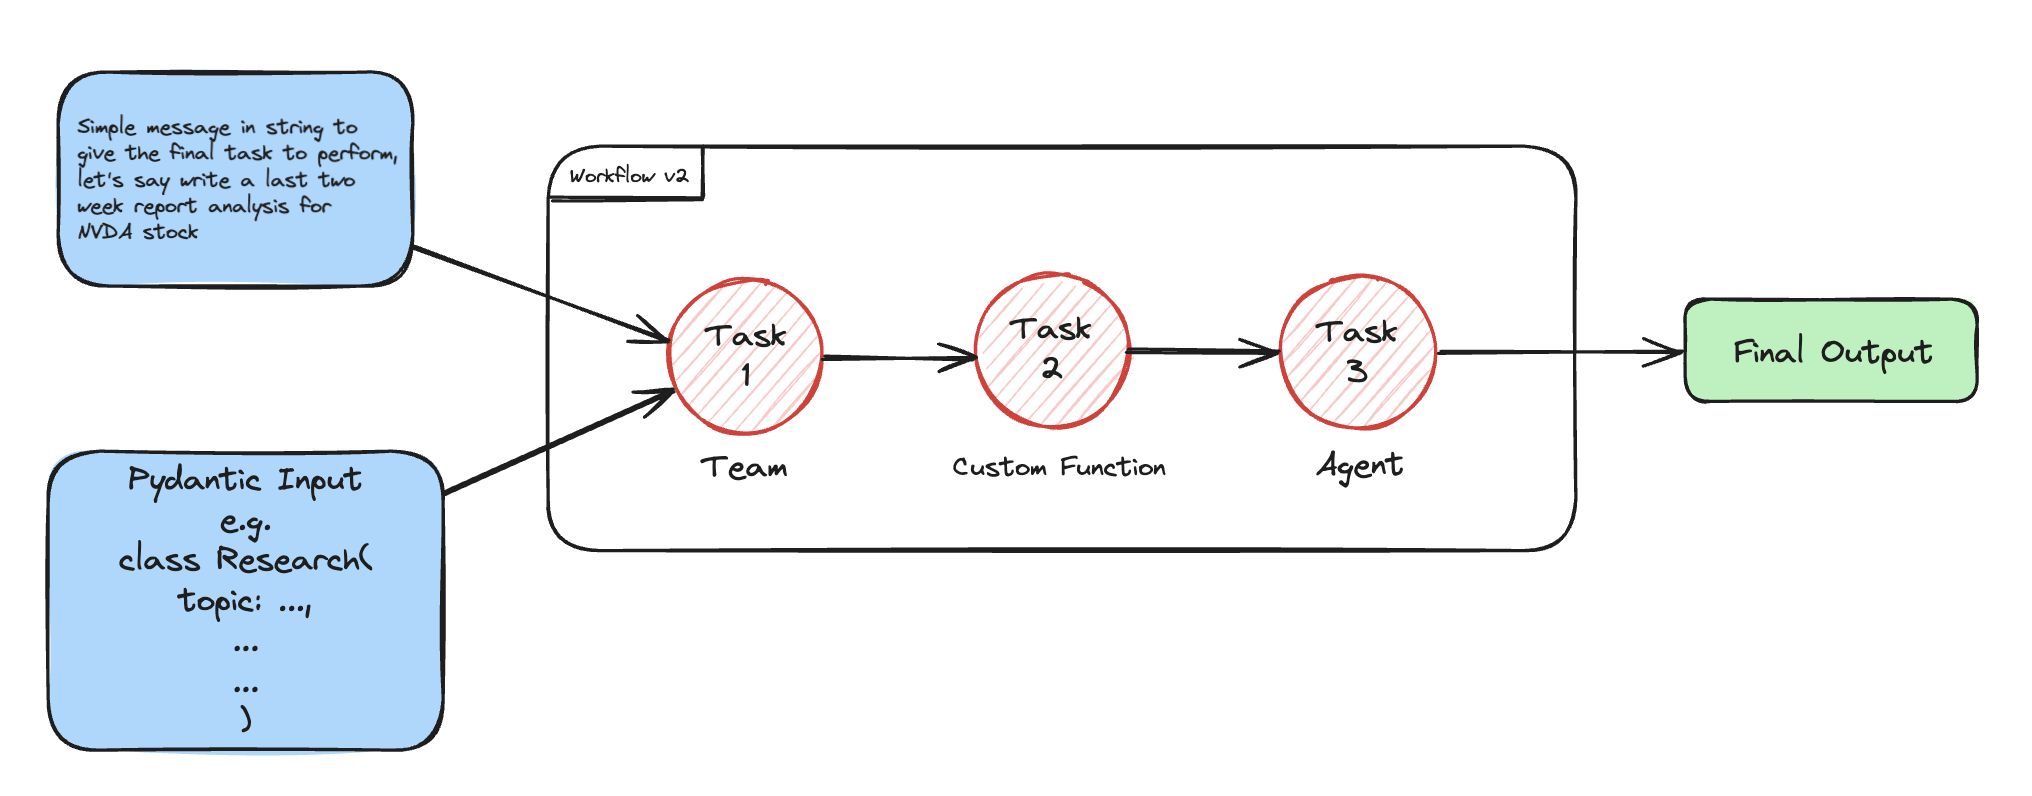 Simple message in string to
give the final task to perform,
let's say write a last two
week report analysis for
NVDA stock
Pydantic Input
e.g.
class Research(
topic: ...,
...
...
)
Workflow v2
Task
1
Team
Task
2
Custom Function
Task
3
Agent
Final Output